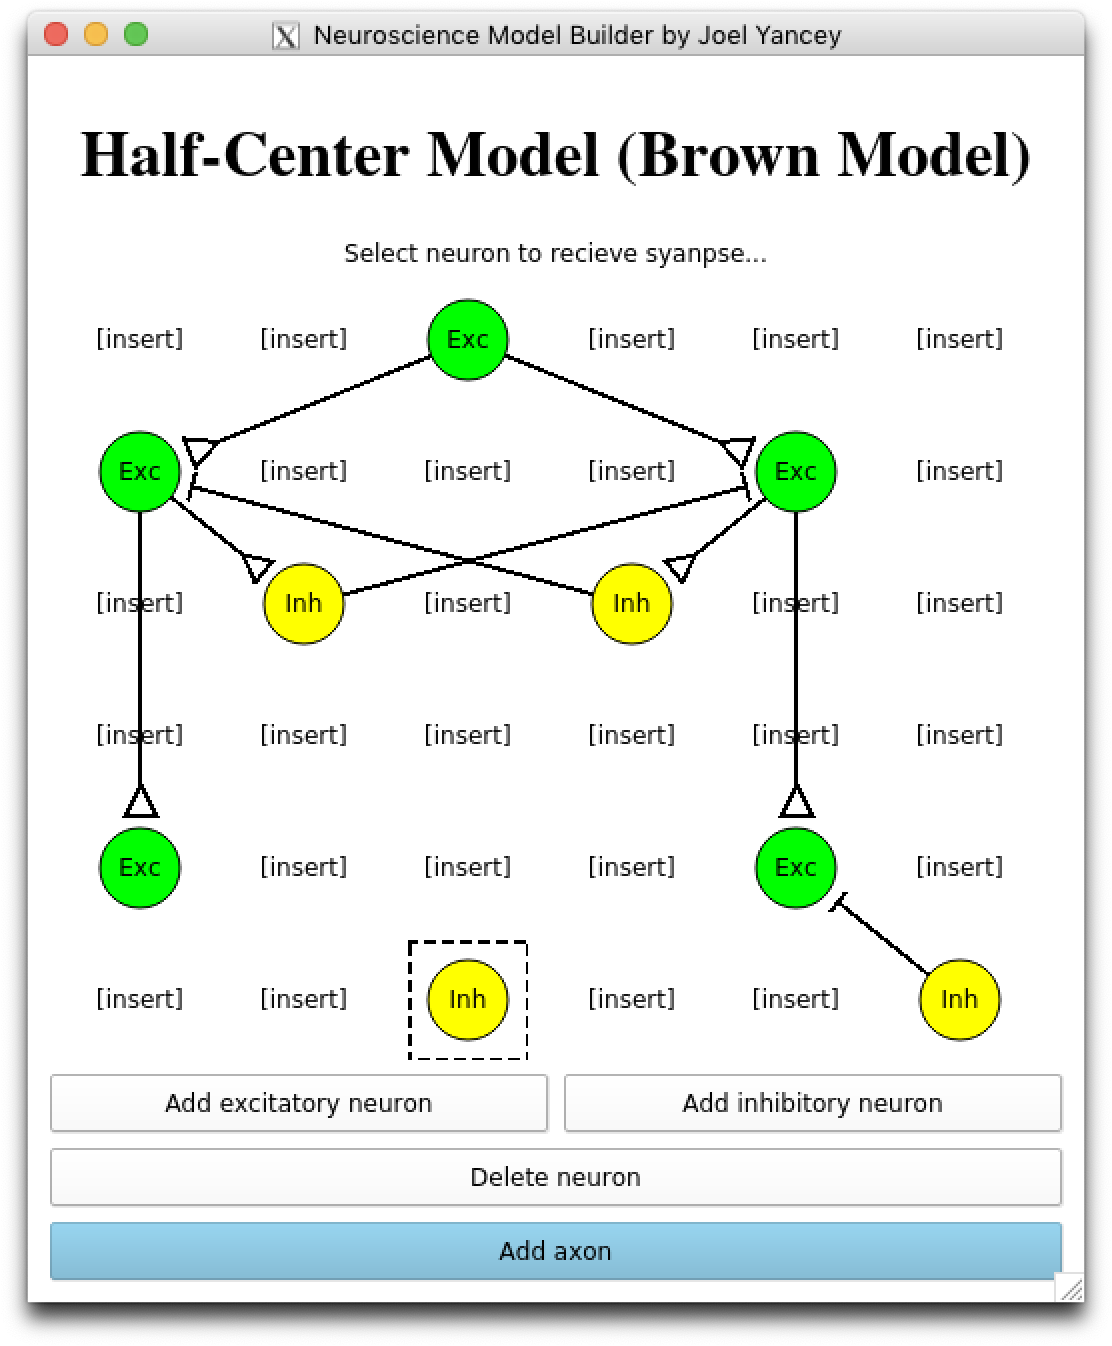 X Neuroscience Model Builder by Joel Yancey
Half-Center Model (Brown Model)
Select neuron to recieve syanpse...
[insert] [insert] Exc [insert] [insert] [insert]
Exc [insert] [insert] [insert] Exc [insert]
[insert] Inh [insert] Inh [insert] [insert]
[insert] [insert] [insert] [insert] [insert] [insert]
Exc [insert] [insert] [insert] Exc [insert]
[insert] [insert] Inh [insert] [insert] Inh
Add excitatory neuron Add inhibitory neuron
Delete neuron
Add axon